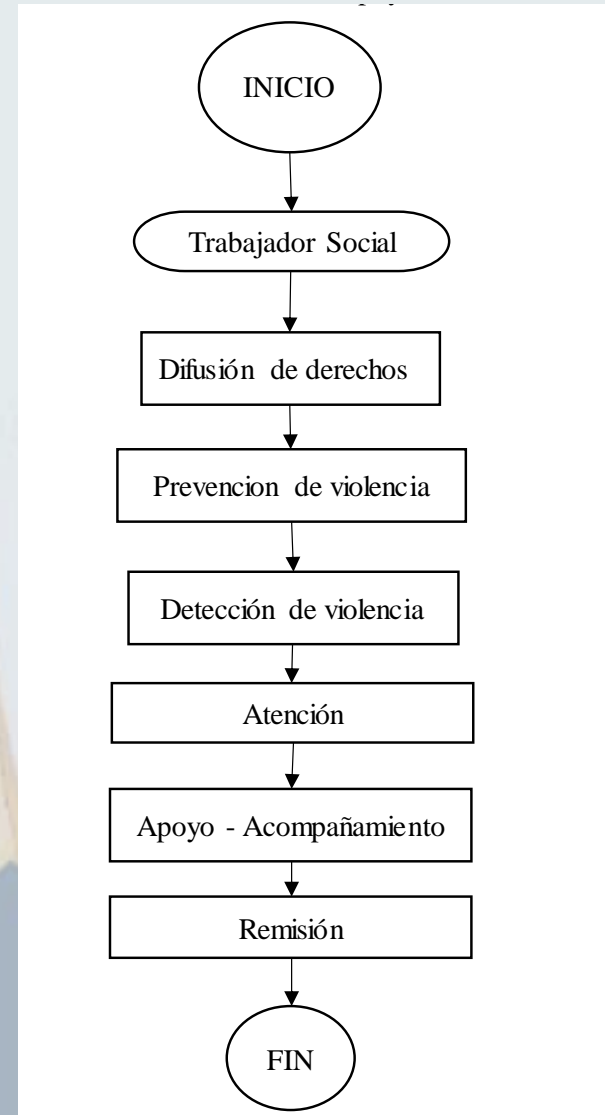 INICIO
Trabajador Social
Difusión de derechos
Prevencion de violencia
Detección de violencia
Atención
Apoyo - Acompañamiento
Remisión
FIN